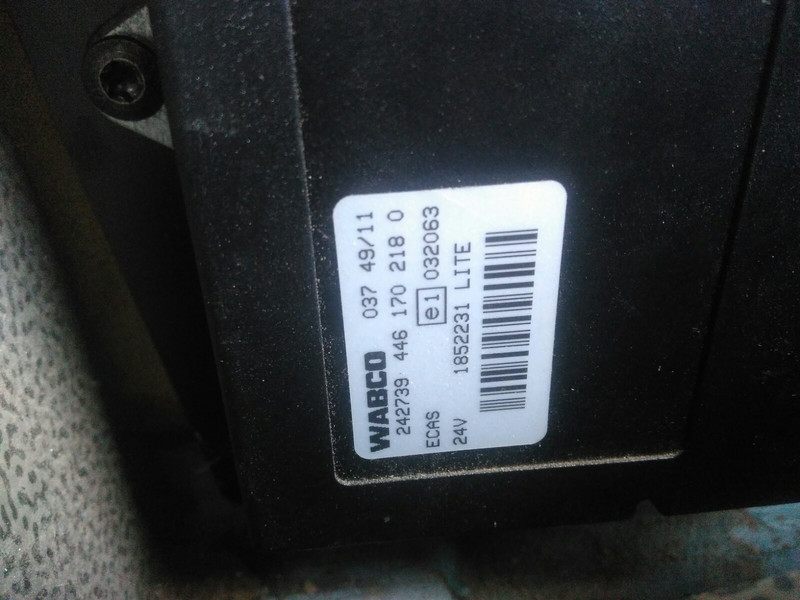 WABCO 037 49/11
242739 446 170 218 0
ECAS e1 032063
24V 1852231 LITE